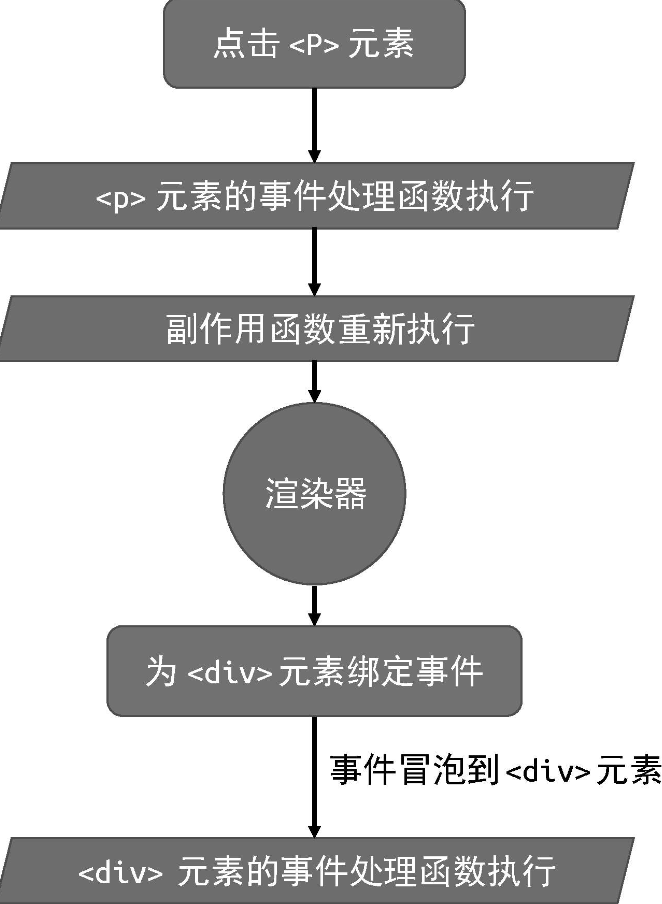 点击 <P> 元素
<p> 元素的事件处理函数执行
副作用函数重新执行
渲染器
为 <div> 元素绑定事件
事件冒泡到 <div> 元素
<div> 元素的事件处理函数执行